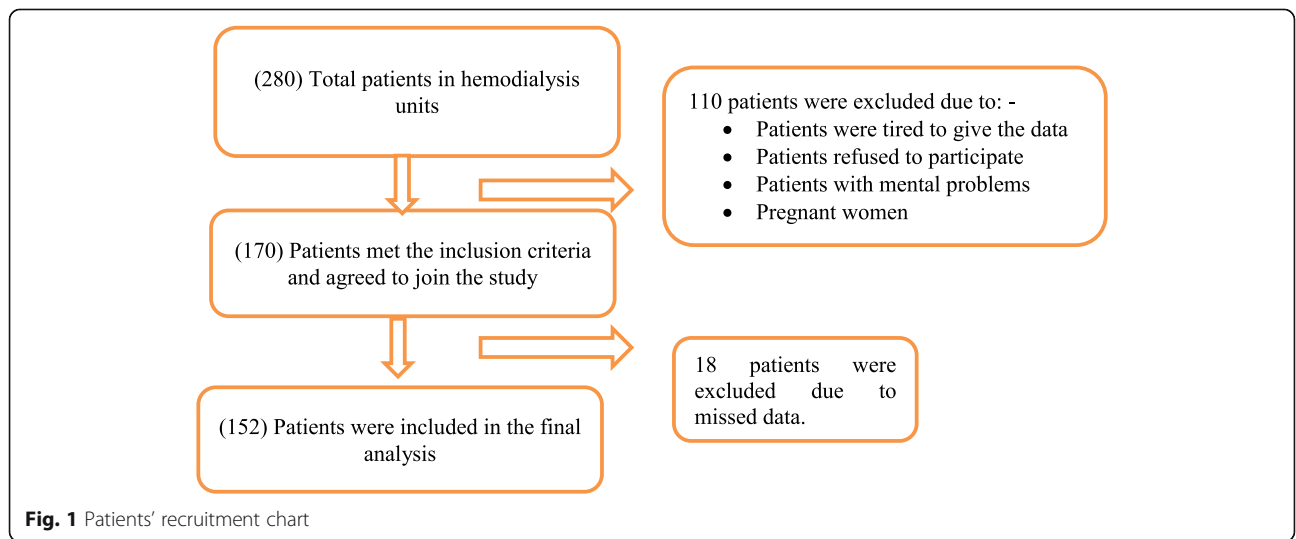 (280) Total patients in hemodialysis
units
110 patients were excluded due to: -
• Patients were tired to give the data
• Patients refused to participate
• Patients with mental problems
• Pregnant women
(170) Patients met the inclusion criteria
and agreed to join the study
18 patients were
excluded due to
missed data.
(152) Patients were included in the final
analysis
Fig. 1 Patients’ recruitment chart